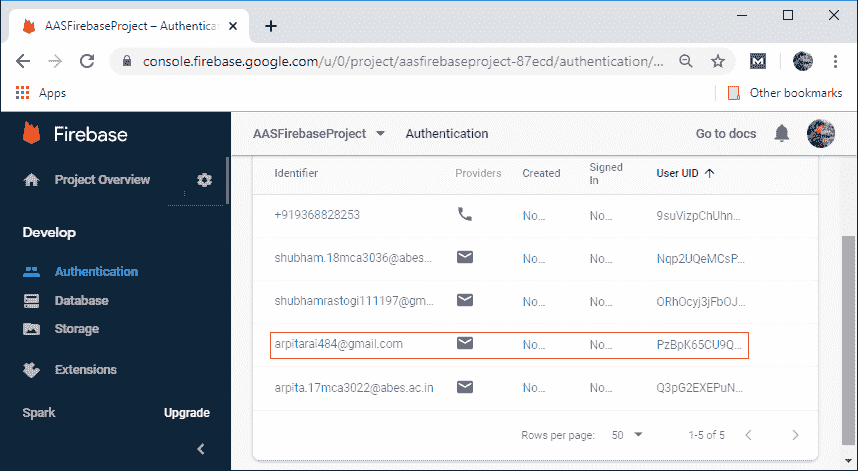 AASFirebaseProject – Authenticat
console.firebase.google.com/u/0/project/aasfirebaseproject-87ecd/authentication/...
Apps
Other bookmarks
Firebase
AASFirebaseProject
Authentication
Go to docs
Project Overview
Identifier
Providers
Created
Signed In
User UID
Develop
+919368828253
No...
No...
9suVizpChUhn...
shubham.18mca3036@abes...
No...
No...
Nqp2UQeMCsP...
Authentication
Database
Storage
shubhamrastogi111197@gm...
No...
No...
ORhOcyj3jFbOJ...
arpitarai484@gmail.com
No...
No...
PzBpK65CU9Q...
Extensions
arpita.17mca3022@abes.ac.in
No...
No...
Q3pG2EXEPuN...
Spark
Upgrade
Rows per page:
50
1-5 of 5